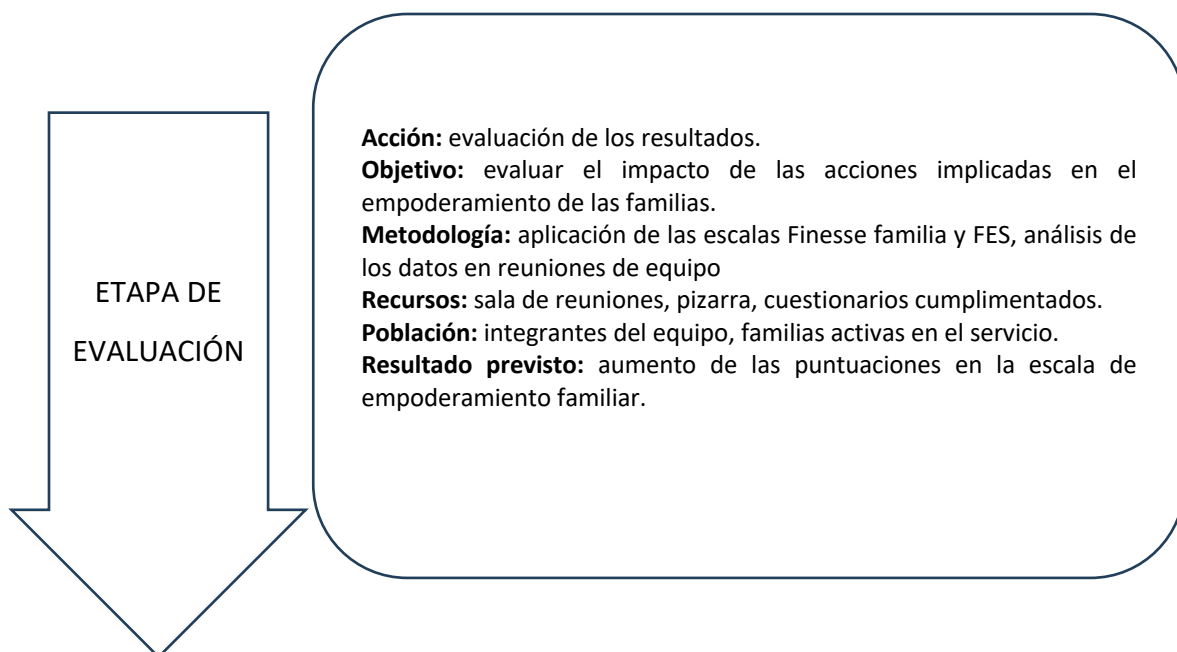 ETAPA DE
EVALUACIÓN
Acción: evaluación de los resultados.
Objetivo: evaluar el impacto de las acciones implicadas en el
empoderamiento de las familias.
Metodología: aplicación de las escalas Finesse familia y FES, análisis de
los datos en reuniones de equipo
Recursos: sala de reuniones, pizarra, cuestionarios cumplimentados.
Población: integrantes del equipo, familias activas en el servicio.
Resultado previsto: aumento de las puntuaciones en la escala de
empoderamiento familiar.